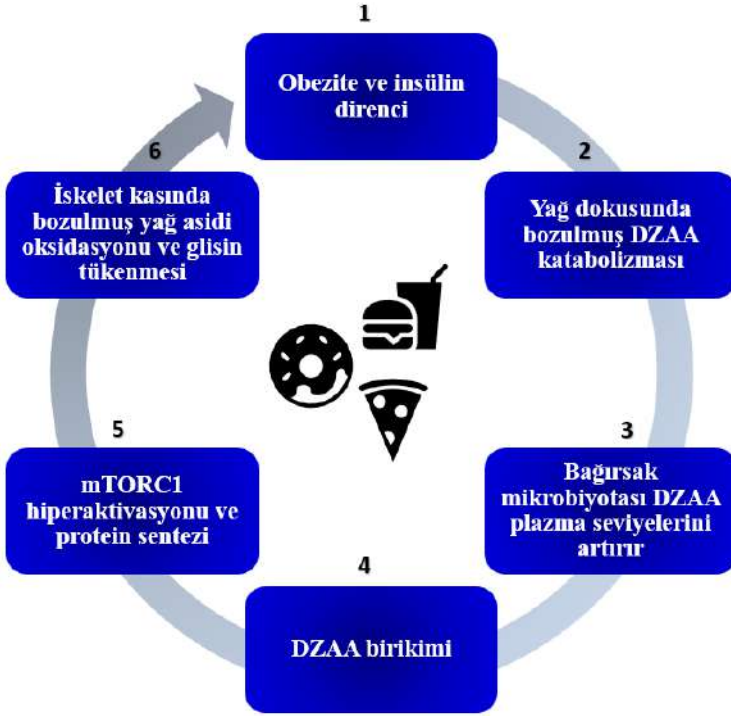 1
Obezite ve insülin
direnci
2
Yağ dokusunda
bozulmuş DZAA
katabolizması
3
Bağırsak
mikrobiyotası DZAA
plazma seviyelerini
artırır
4
DZAA birikimi
5
mTORC1
hiperaktivasyonu ve
protein sentezi
6
İskelet kasında
bozulmuş yağ asidi
oksidasyonu ve glisin
tükenmesi